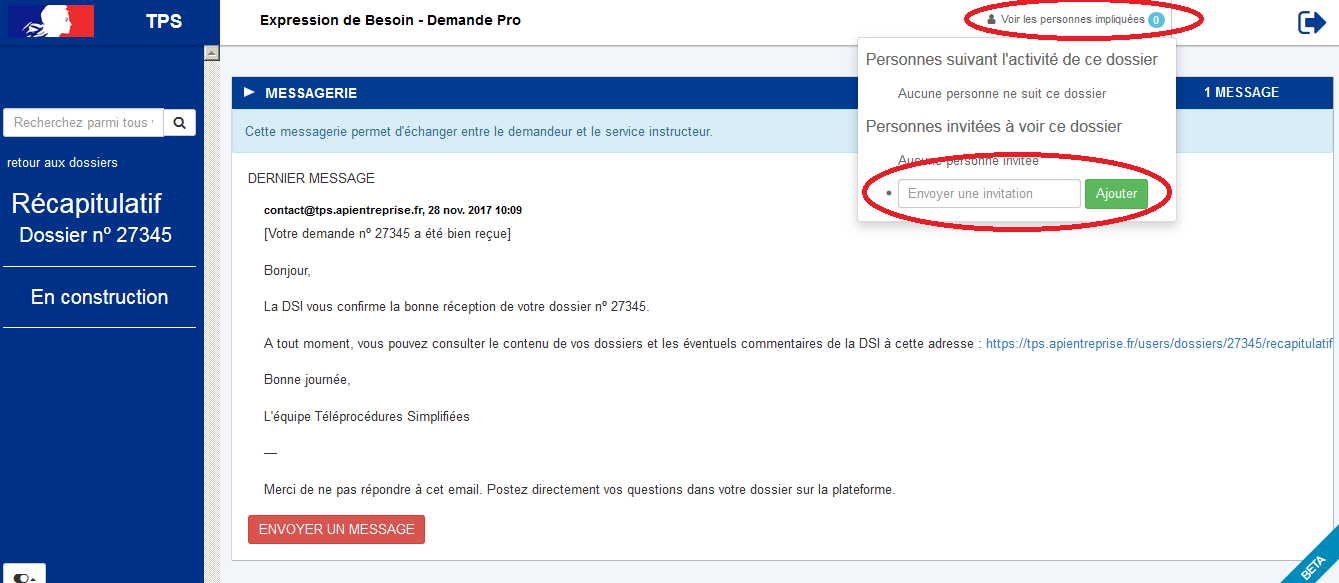 TPS
Expression de Besoin - Demande Pro
Voir les personnes impliquées 0
Personnes suivant l'activité de ce dossier
Aucune personne ne suit ce dossier
Personnes invitées à voir ce dossier
Aucune personne invitée
Envoyer une invitation
Ajouter
Recherchez parmi tous
retour aux dossiers
Récapitulatif
Dossier nº 27345
En construction
MESSAGERIE
1 MESSAGE
Cette messagerie permet d'échanger entre le demandeur et le service instructeur.
DERNIER MESSAGE
contact@tps.apientreprise.fr, 28 nov. 2017 10:09
[Votre demande nº 27345 a été bien reçue]
Bonjour,
La DSI vous confirme la bonne réception de votre dossier nº 27345.
A tout moment, vous pouvez consulter le contenu de vos dossiers et les éventuels commentaires de la DSI à cette adresse : https://tps.apientreprise.fr/users/dossiers/27345/recapitulatif
Bonne journée,
L'équipe Téléprocédures Simplifiées
—
Merci de ne pas répondre à cet email. Postez directement vos questions dans votre dossier sur la plateforme.
ENVOYER UN MESSAGE
BETA